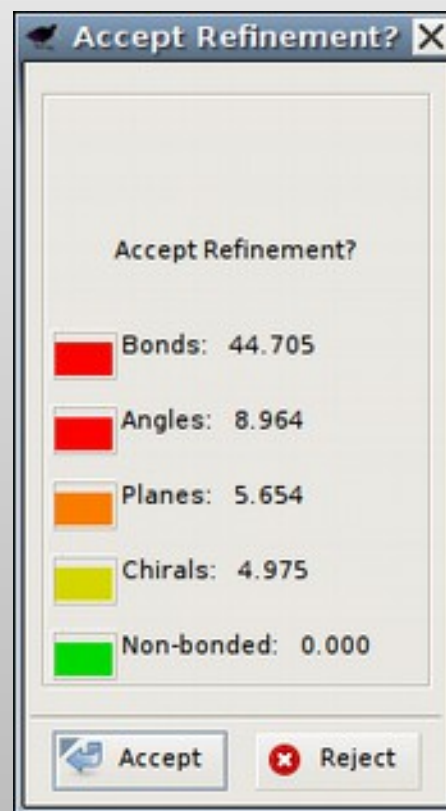 Accept Refinement?
Accept Refinement?
Bonds: 44.705
Angles: 8.964
Planes: 5.654
Chirals: 4.975
Non-bonded: 0.000
Accept Reject